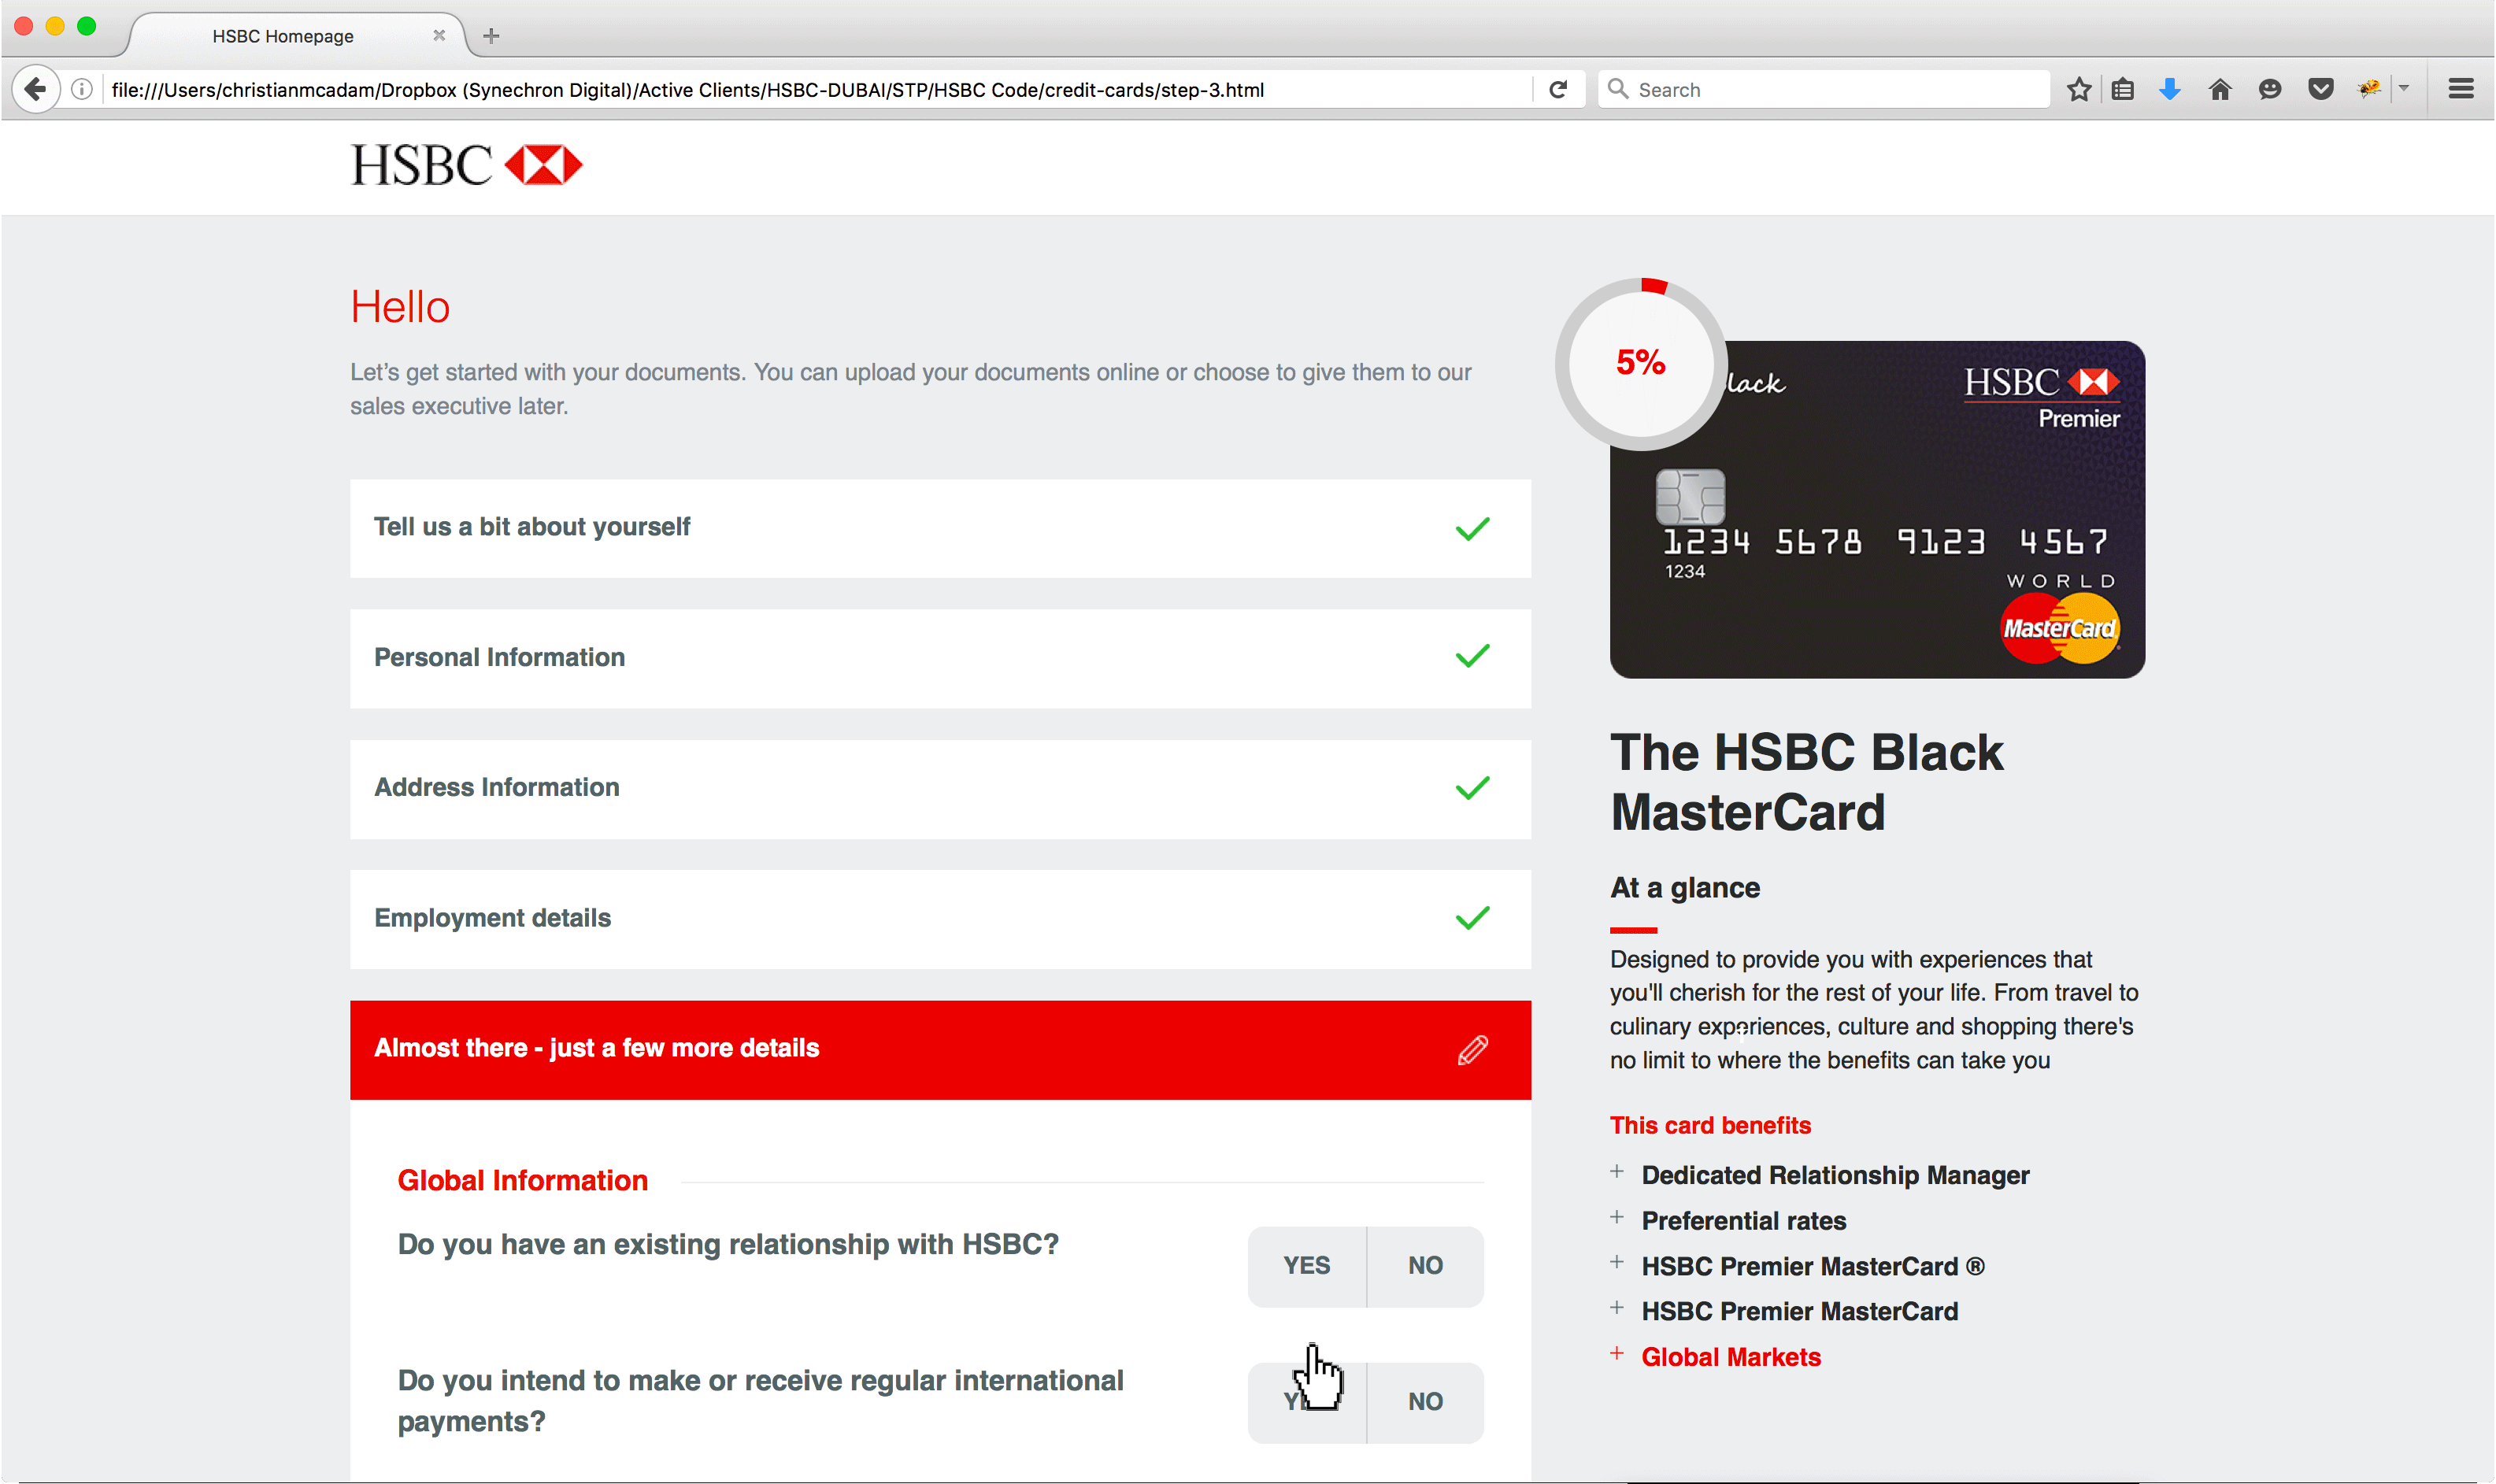 HSBC Homepage
file:///Users/christianmcadam/Dropbox (Synechron Digital)/Active Clients/HSBC-DUBAI/STP/HSBC Code/credit-cards/step-3.html
Search
HSBC
Hello
Let’s get started with your documents. You can upload your documents online or choose to give them to our
sales executive later.
Tell us a bit about yourself
Personal Information
Address Information
Employment details
Almost there - just a few more details
Global Information
Do you have an existing relationship with HSBC?
YES NO
Do you intend to make or receive regular international
payments?
NO
5%
lack
HSBC
Premier
1234 5678 9123 4567
1234
WORLD
MasterCard
The HSBC Black
MasterCard
At a glance
Designed to provide you with experiences that
you'll cherish for the rest of your life. From travel to
culinary experiences, culture and shopping there's
no limit to where the benefits can take you
This card benefits
+ Dedicated Relationship Manager
+ Preferential rates
+ HSBC Premier MasterCard ®
+ HSBC Premier MasterCard
+ Global Markets